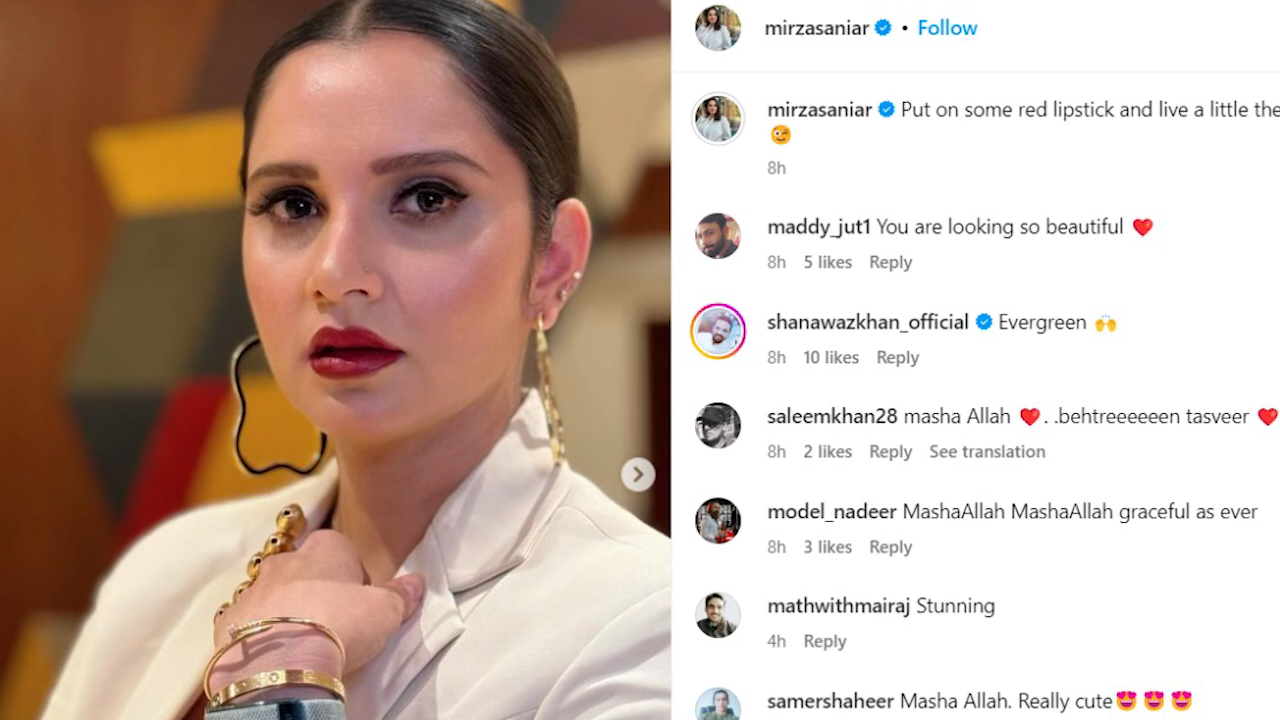 mirzasaniar • Follow
mirzasaniar Put on some red lipstick and live a little the
😉
8h
maddy_jut1 You are looking so beautiful ❤️
8h 5 likes Reply
shanawazkhan_official Evergreen 🙌
8h 10 likes Reply
saleemkhan28 masha Allah ❤️. .behtreeeeeen tasveer ❤️
8h 2 likes Reply See translation
model_nadeer MashaAllah MashaAllah graceful as ever
8h 3 likes Reply
mathwithmairaj Stunning
4h Reply
samershaheer Masha Allah. Really cute😍😍😍